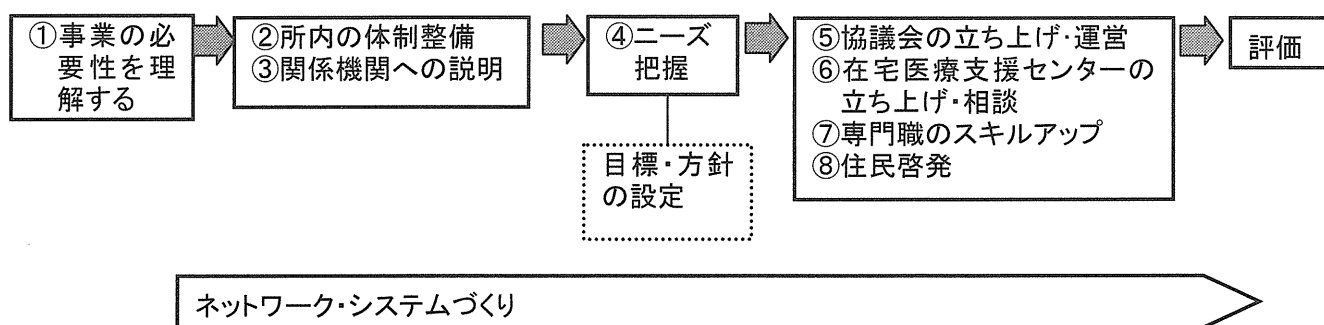 ①事業の必
要性を理
解する
②所内の体制整備
③関係機関への説明
④ニーズ
把握
目標・方針
の設定
⑤協議会の立ち上げ・運営
⑥在宅医療支援センターの
立ち上げ・相談
⑦専門職のスキルアップ
⑧住民啓発
評価
ネットワーク・システムづくり